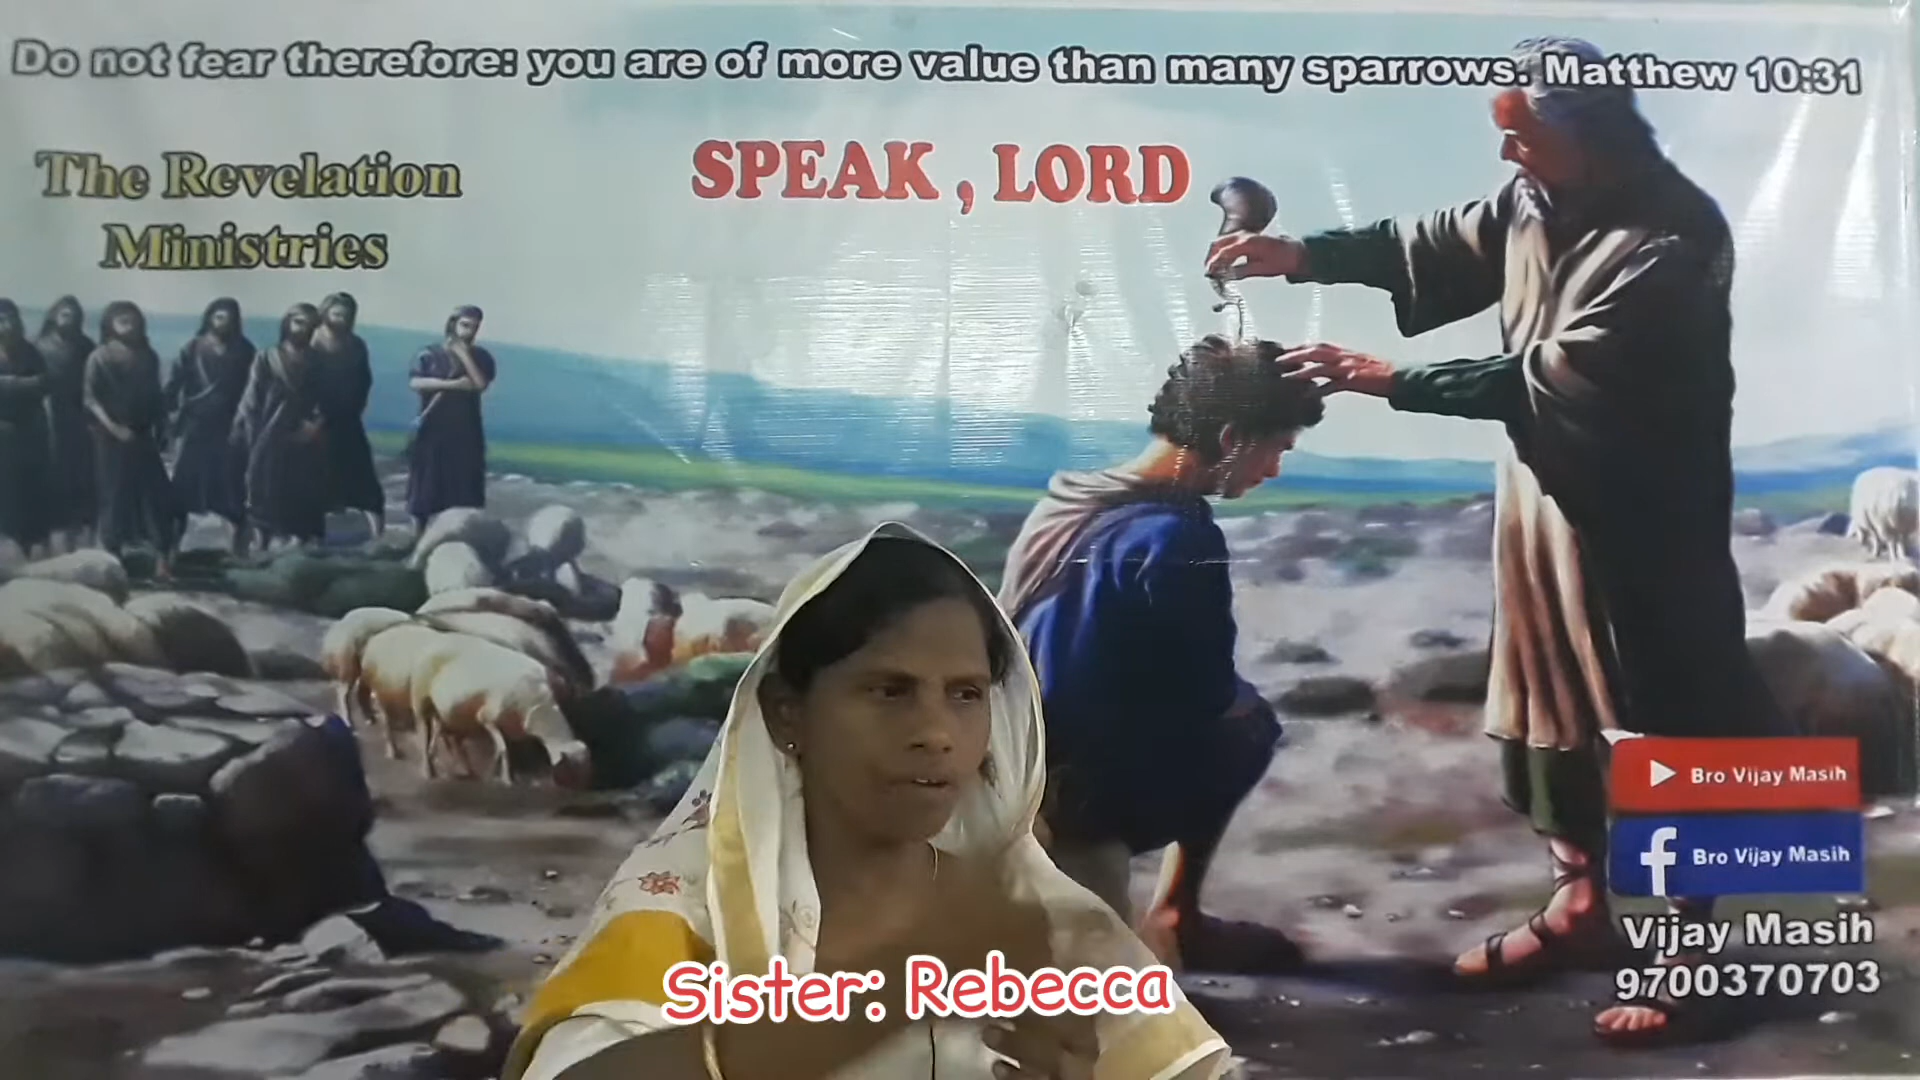 Do not fear therefore: you are of more value than many sparrows. Matthew 10:31
The Revelation
Ministries
SPEAK , LORD
Bro Vijay Masih
Bro Vijay Masih
Vijay Masih
9700370703
Sister: Rebecca